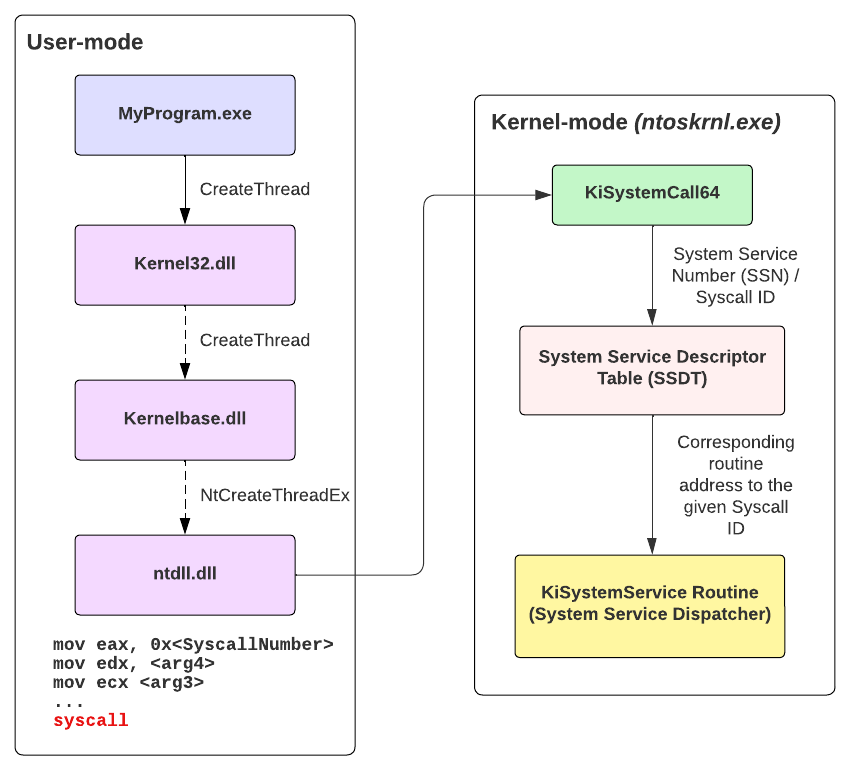 User-mode
MyProgram.exe
CreateThread
Kernel32.dll
CreateThread
Kernelbase.dll
NtCreateThreadEx
ntdll.dll
mov eax, 0x<SyscallNumber>
mov edx, <arg4>
mov ecx <arg3>
...
syscall
Kernel-mode (ntoskrnl.exe)
KiSystemCall64
System Service
Number (SSN) /
Syscall ID
System Service Descriptor
Table (SSDT)
Corresponding
routine
address to the
given Syscall
ID
KiSystemService Routine
(System Service Dispatcher)